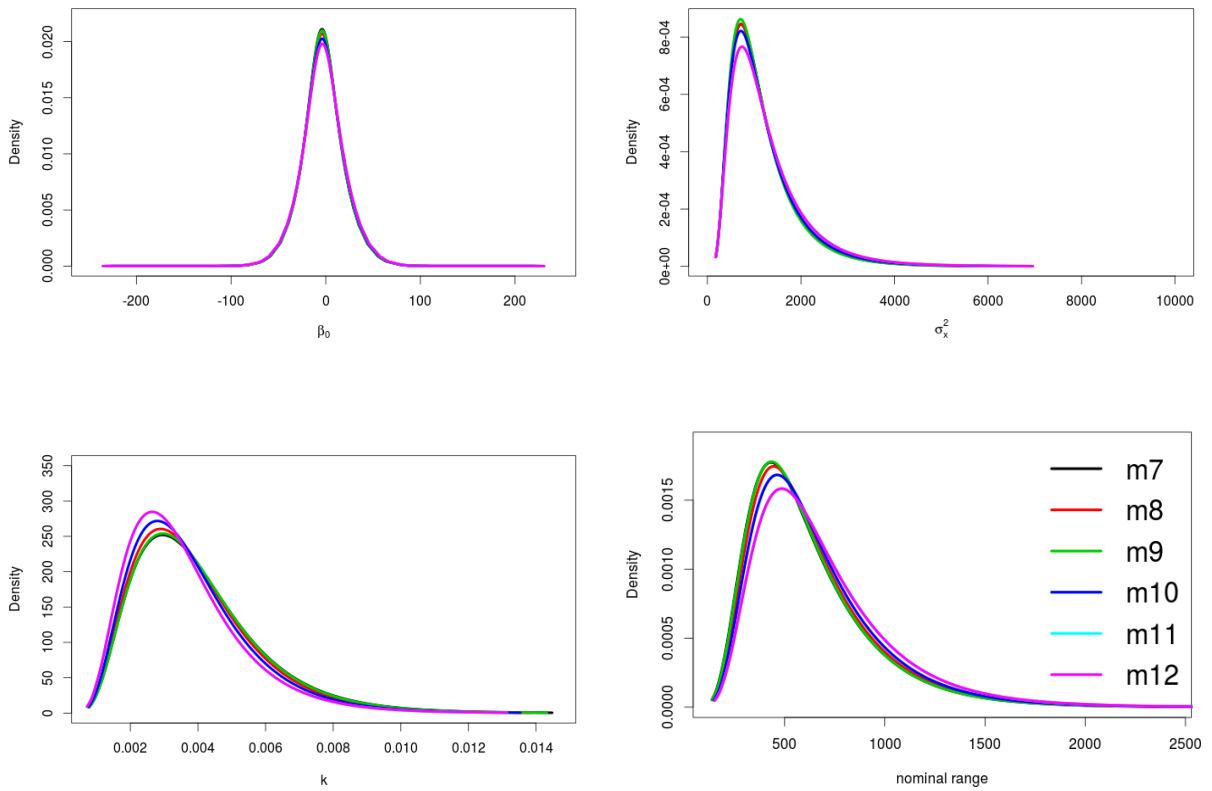 0.020
0.015
0.010
0.005
0.000
Density
-200 -100 0 100 200
β0
8e-04
6e-04
4e-04
2e-04
0e+00
Density
0 2000 4000 6000 8000 10000
σ²x
350
300
250
200
150
100
50
0
Density
0.002 0.004 0.006 0.008 0.010 0.012 0.014
k
0.0015
0.0010
0.0005
0.0000
Density
500 1000 1500 2000 2500
nominal range
m7
m8
m9
m10
m11
m12